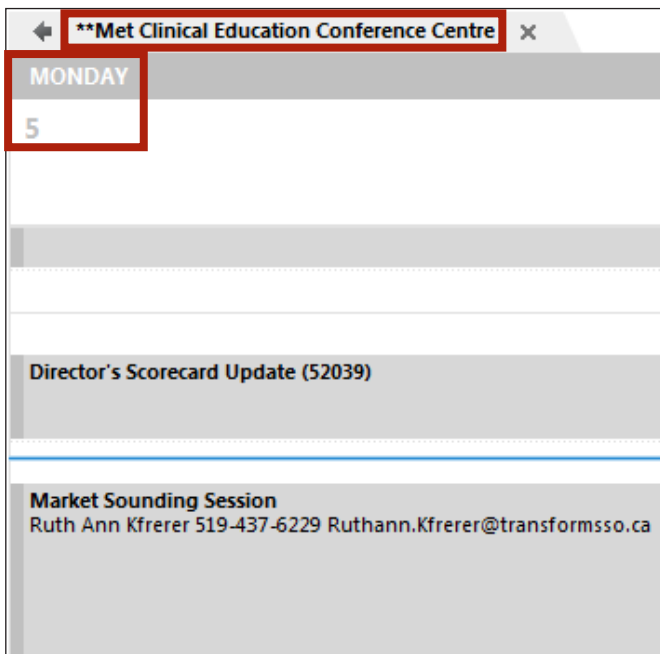 **Met Clinical Education Conference Centre
MONDAY
5
Director's Scorecard Update (52039)
Market Sounding Session
Ruth Ann Kfrerer 519-437-6229 Ruthann.Kfrerer@transformsso.ca